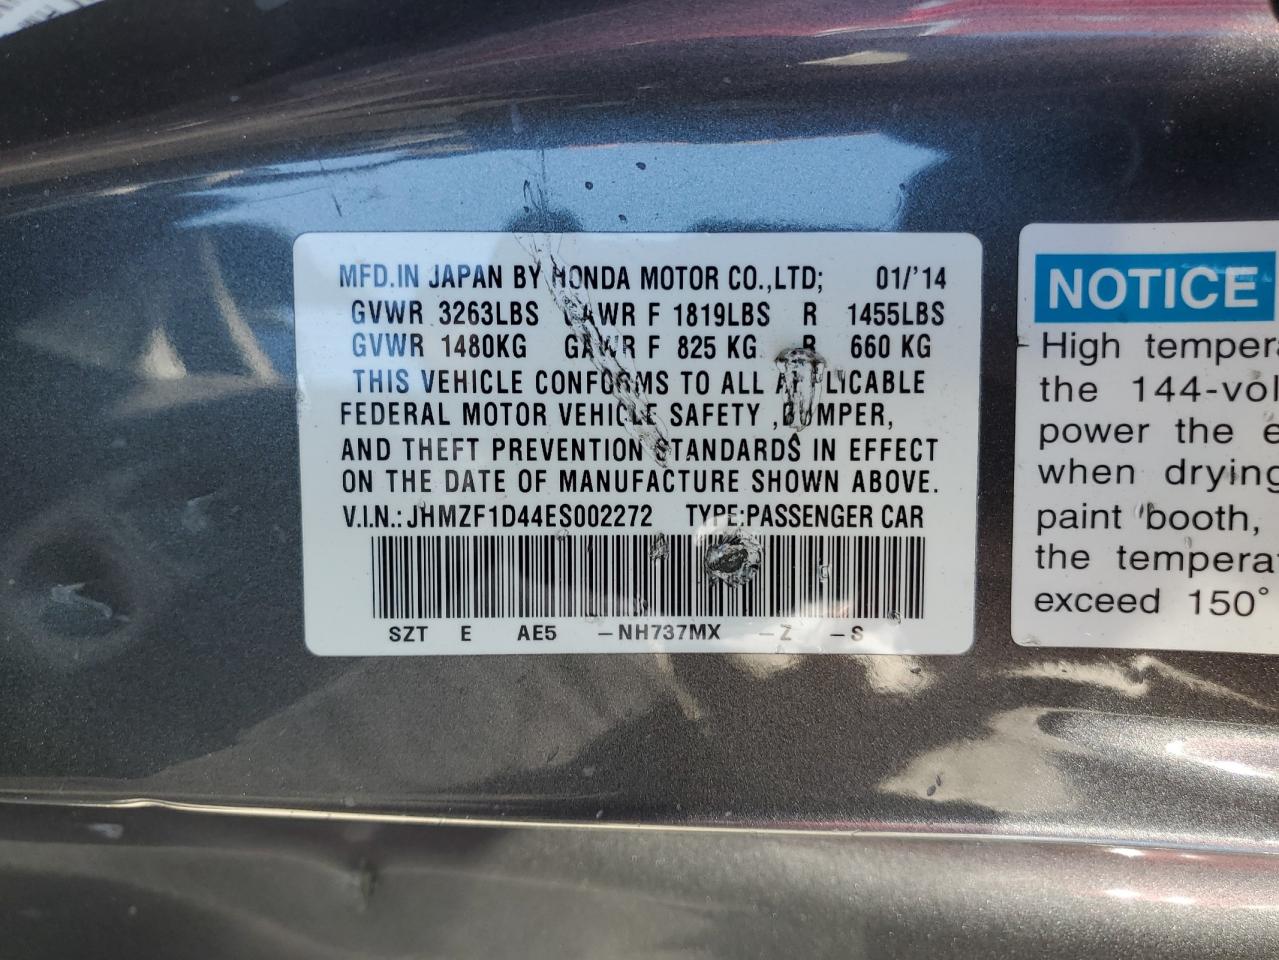 MFD.IN JAPAN BY HONDA MOTOR CO.,LTD; 01/'14
GVWR 3263LBS GAWR F 1819LBS R 1455LBS
GVWR 1480KG GAWR F 825 KG R 660 KG
THIS VEHICLE CONFORMS TO ALL APPLICABLE
FEDERAL MOTOR VEHICLE SAFETY ,BUMPER,
AND THEFT PREVENTION STANDARDS IN EFFECT
ON THE DATE OF MANUFACTURE SHOWN ABOVE.
V.I.N.: JHMZF1D44ES002272 TYPE:PASSENGER CAR
SZT E AE5 –NH737MX –Z –S
NOTICE
High
the 144-vol
power the
when drying
paint booth,
the
exceed 150°